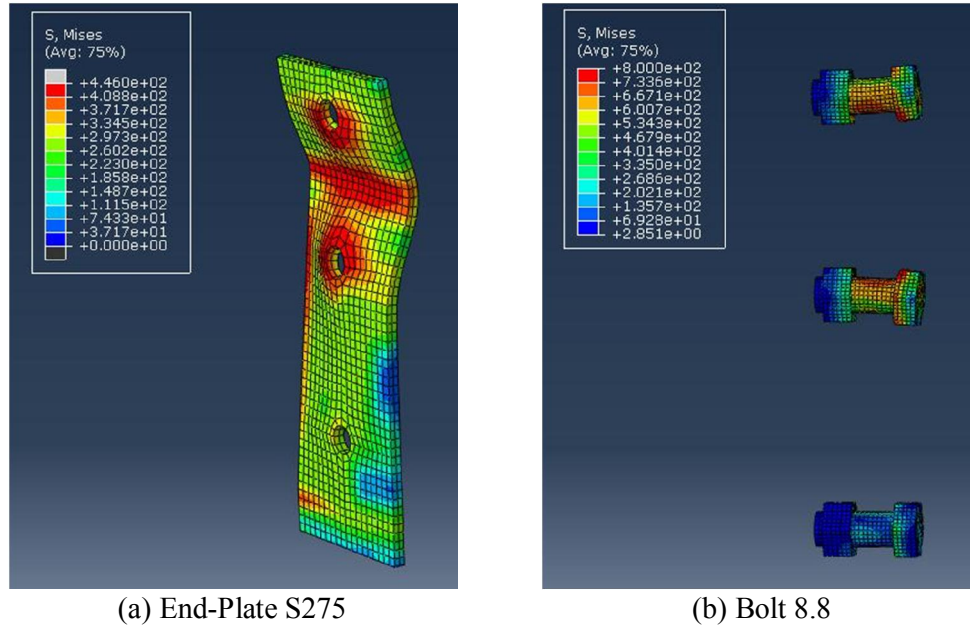 S, Mises
(Avg: 75%)
+4.460e+02
+4.088e+02
+3.717e+02
+3.345e+02
+2.973e+02
+2.602e+02
+2.230e+02
+1.858e+02
+1.487e+02
+1.115e+02
+7.433e+01
+3.717e+01
+0.000e+00
S, Mises
(Avg: 75%)
+8.000e+02
+7.336e+02
+6.671e+02
+6.007e+02
+5.343e+02
+4.679e+02
+4.014e+02
+3.350e+02
+2.686e+02
+2.021e+02
+1.357e+02
+6.928e+01
+2.851e+00
(a) End-Plate S275
(b) Bolt 8.8